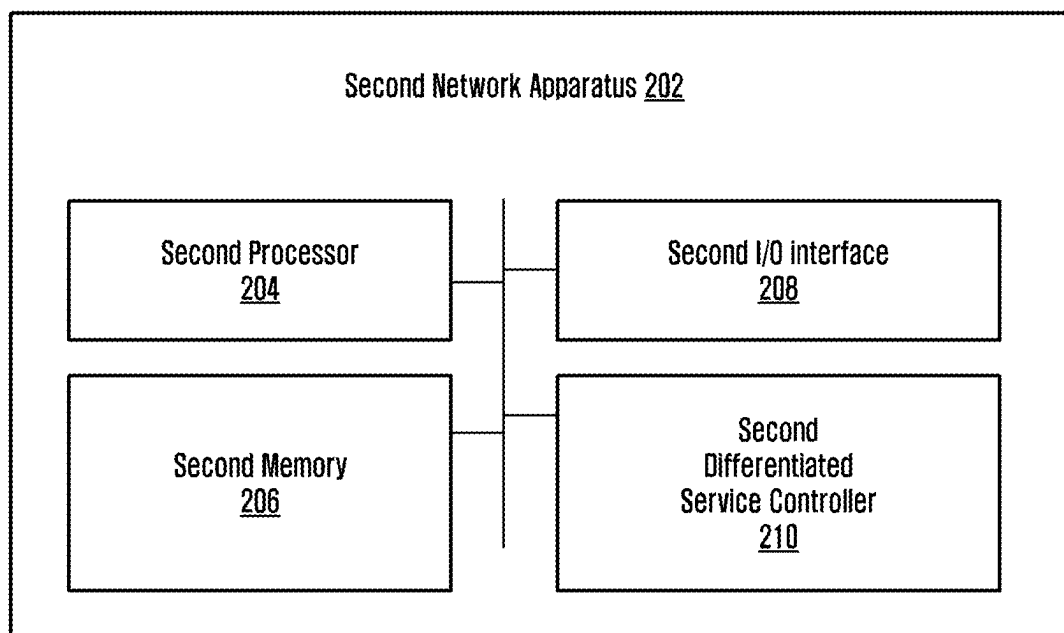 Second Network Apparatus 202
Second Processor
204
Second I/O interface
208
Second Memory
206
Second
Differentiated
Service Controller
210